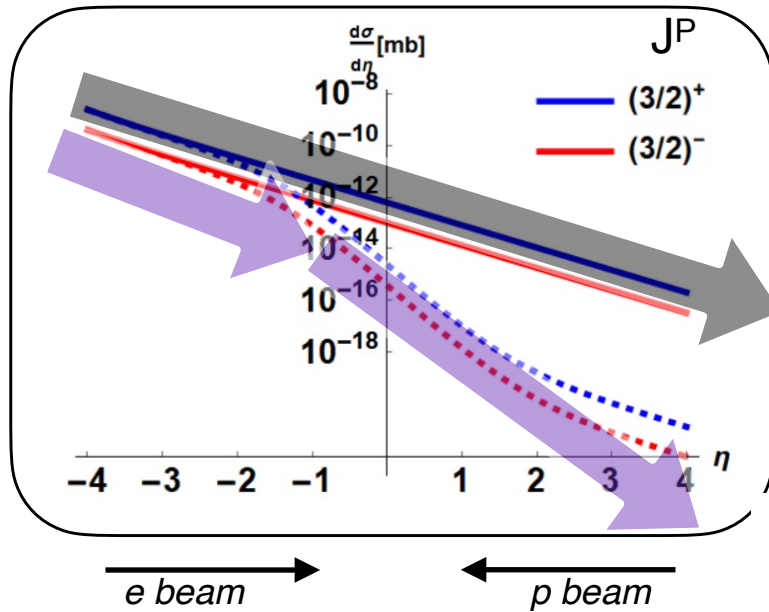 dσ/dη [mb]
J^P
10^−8
(3/2)^+
10^−10
(3/2)^−
10^−12
10^−14
10^−16
10^−18
−4 −3 −2 −1 1 2 3 4 η
e beam
p beam